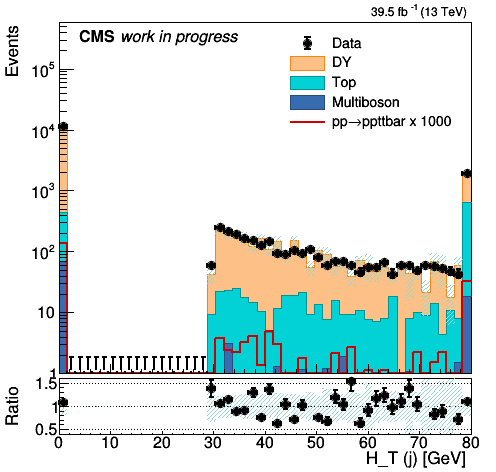 39.5 fb⁻¹ (13 TeV)
CMS work in progress
Data
DY
Top
Multiboson
pp→ppttbar x 1000
Events
10⁵
10⁴
10³
10²
10
1
Ratio
1.5
1
0.5
0 10 20 30 40 50 60 70 80
H_T (j) [GeV]